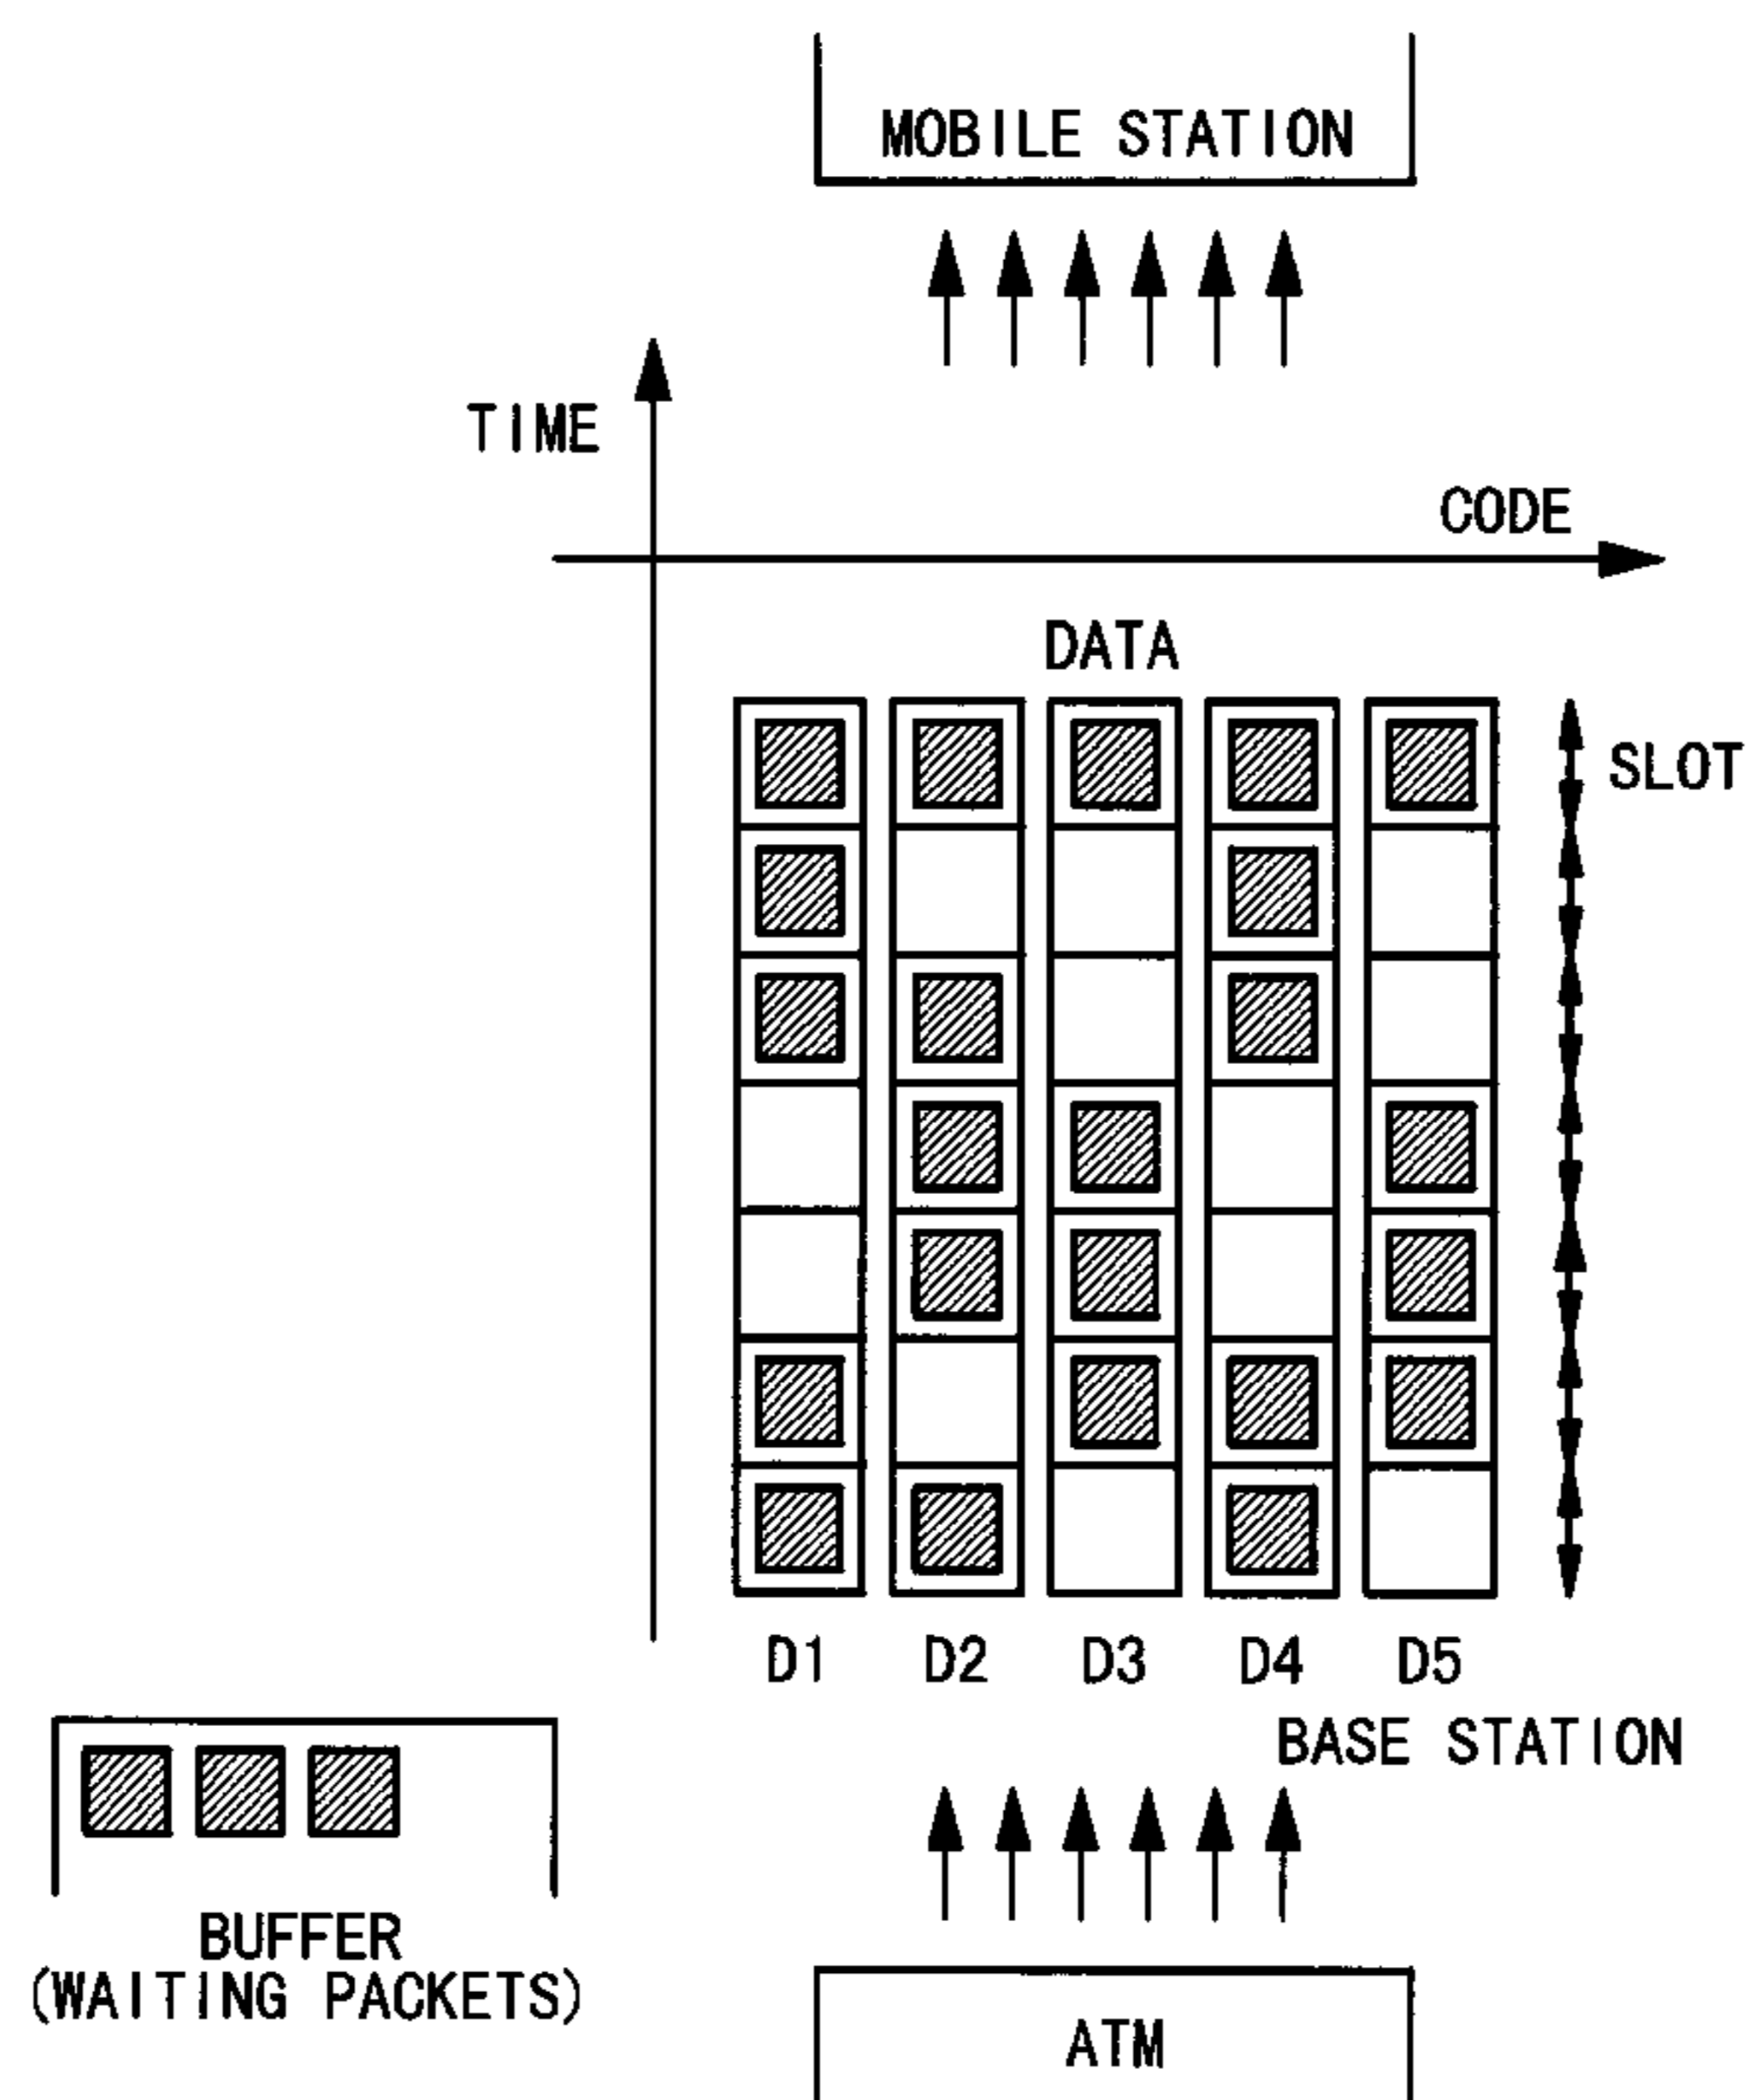 MOBILE STATION
TIME
CODE
DATA
SLOT
D1 D2 D3 D4 D5
BASE STATION
BUFFER
(WAITING PACKETS)
ATM